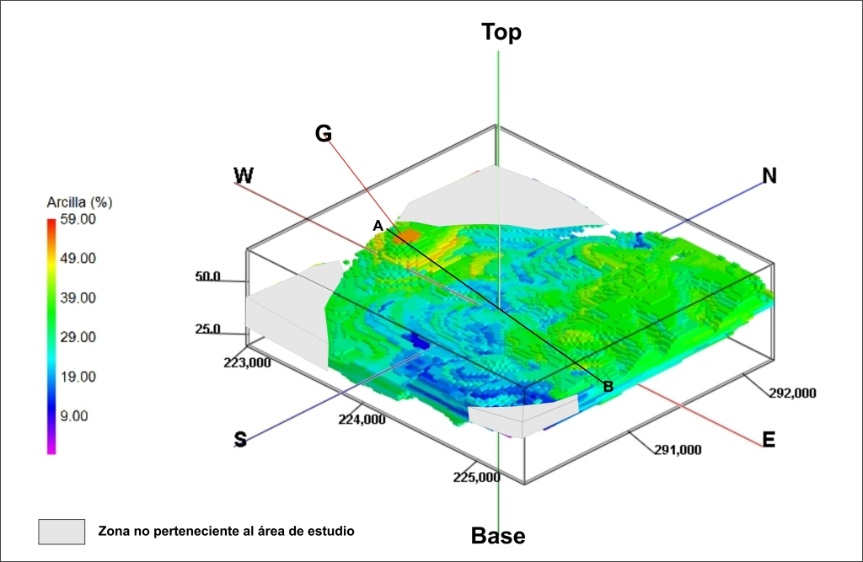 Top
G
W
N
Arcilla (%)
59.00
49.00
39.00
29.00
19.00
9.00
A
50.0
25.0
223,000
B
292,000
224,000
S
E
291,000
225,000
Base
Zona no perteneciente al área de estudio